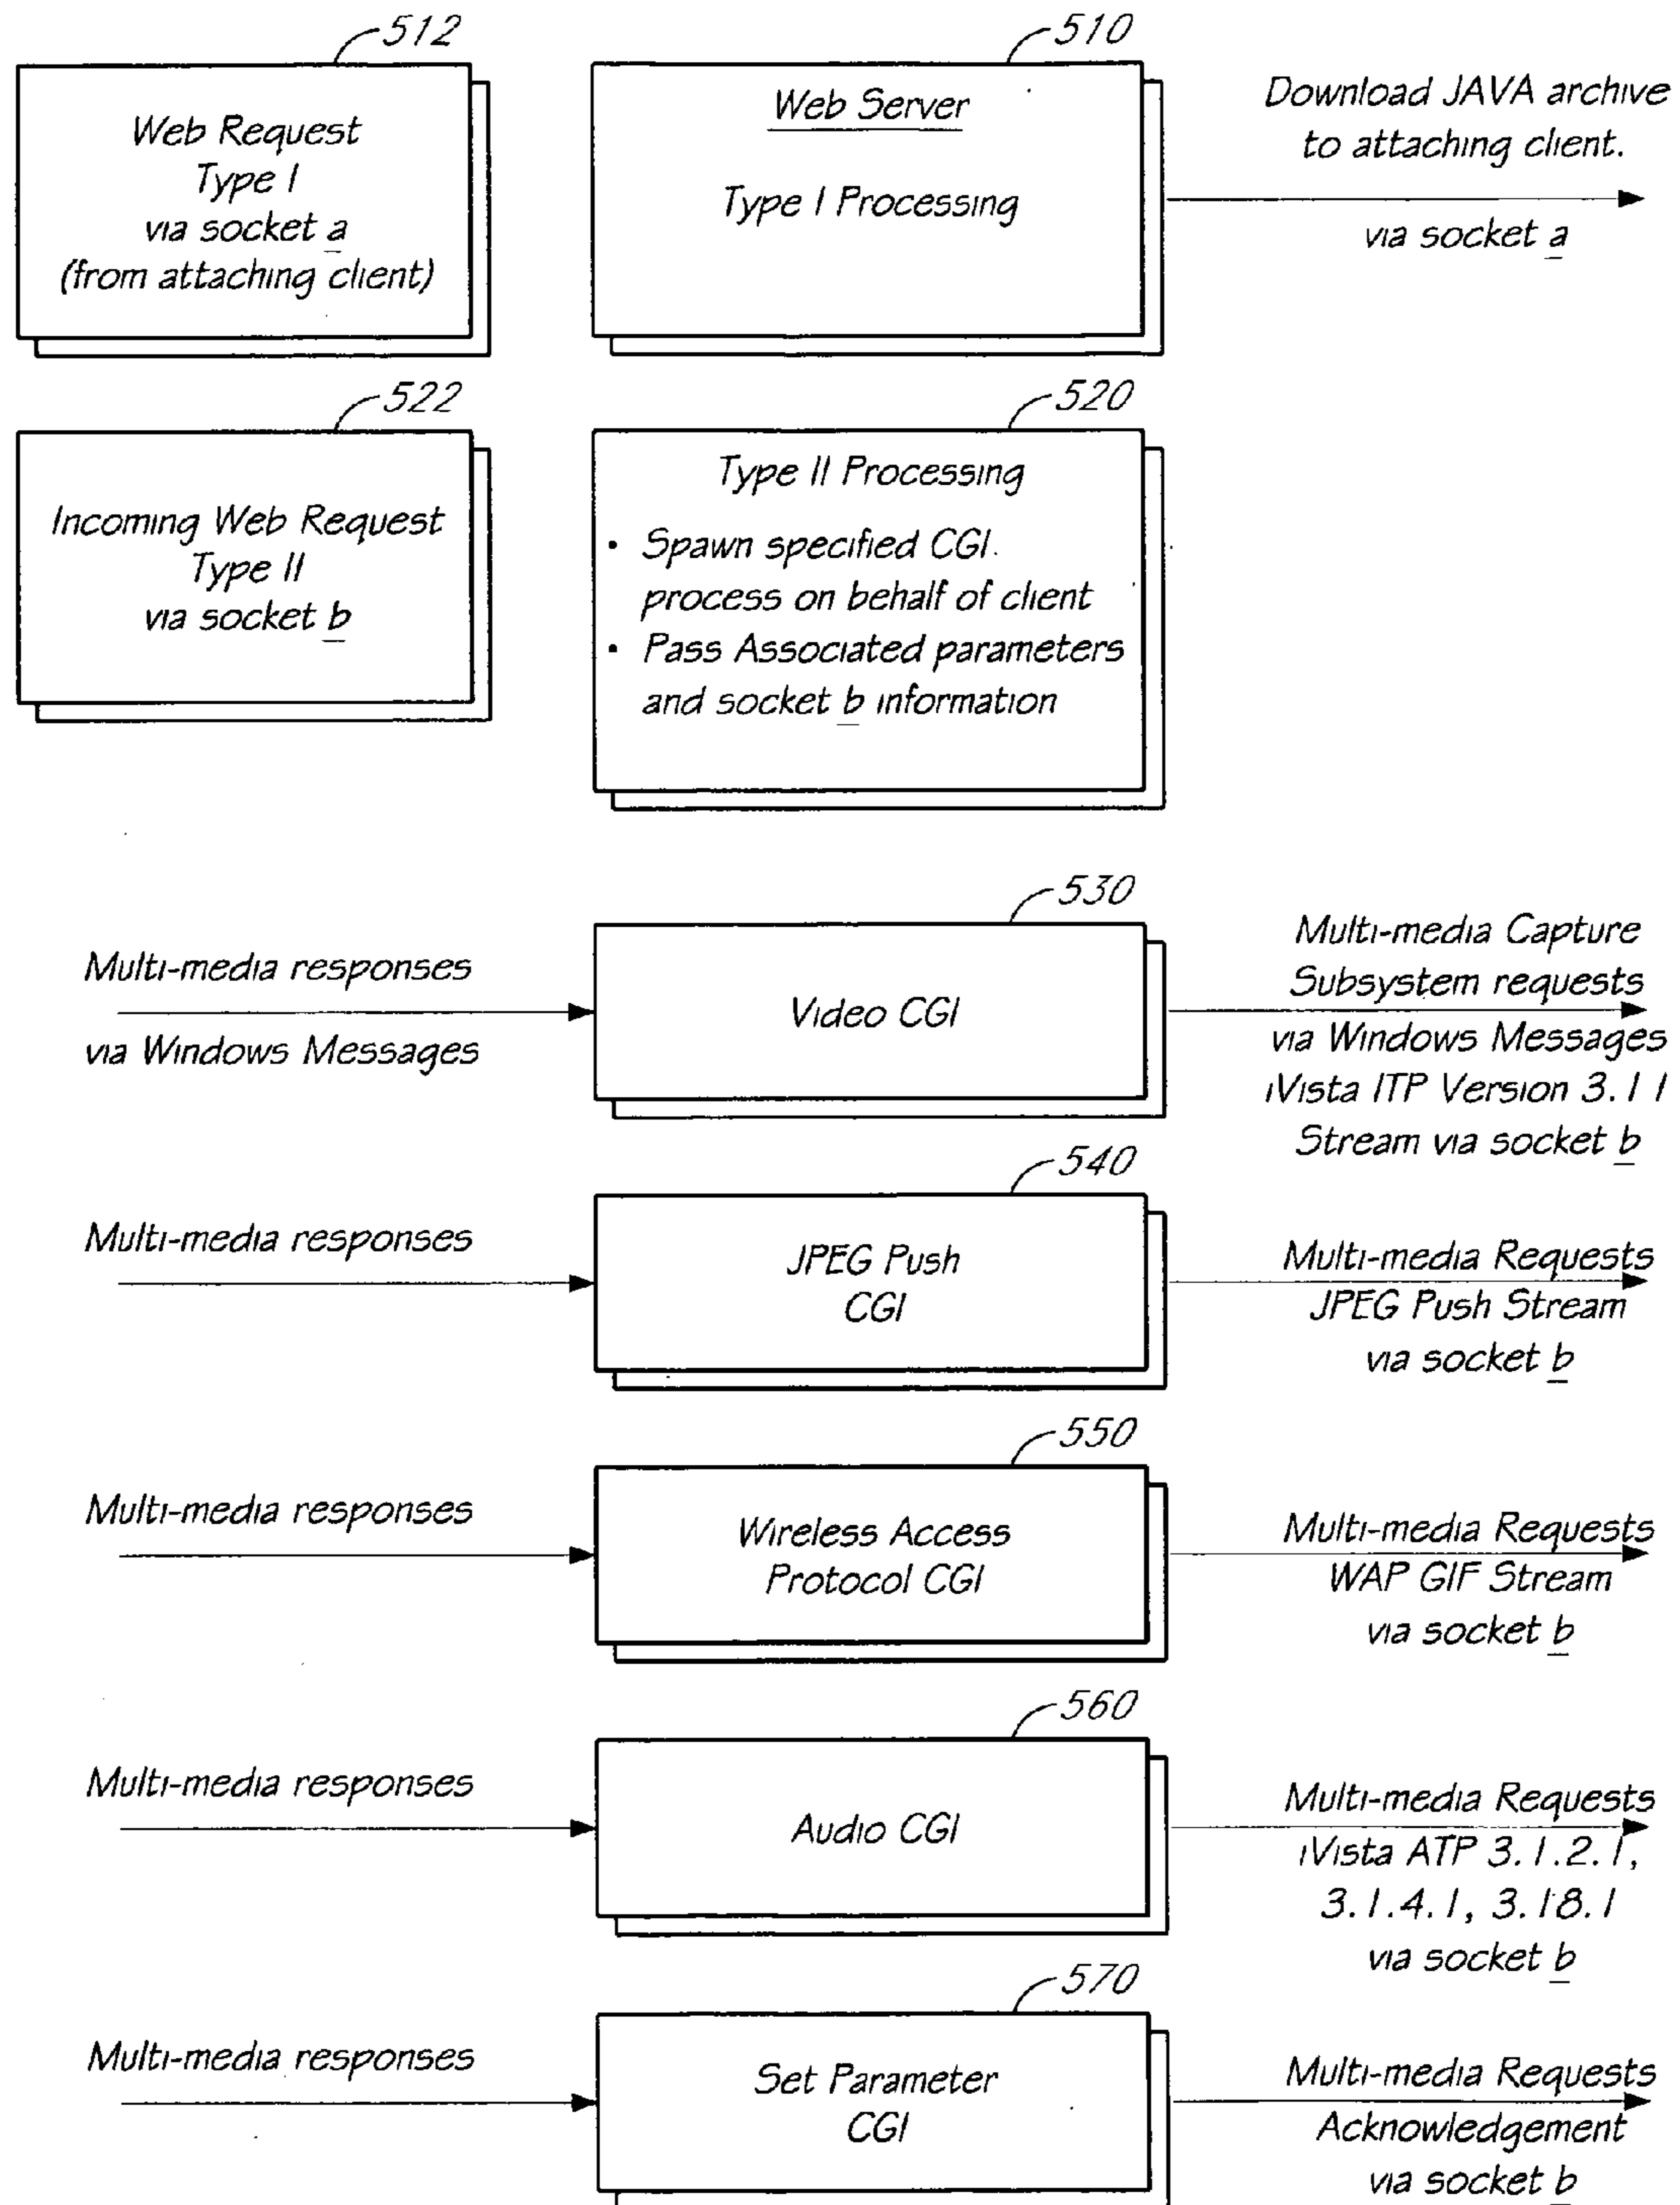 512
Web Request
Type I
via socket a
(from attaching client)
510
Web Server
Type I Processing
Download JAVA archive
to attaching client.
via socket a
522
Incoming Web Request
Type II
via socket b
520
Type II Processing
• Spawn specified CGI.
process on behalf of client
• Pass Associated parameters
and socket b information
530
Multi-media responses
via Windows Messages
Video CGI
Multi-media Capture
Subsystem requests
via Windows Messages
iVista ITP Version 3.11
Stream via socket b
540
Multi-media responses
JPEG Push
CGI
Multi-media Requests
JPEG Push Stream
via socket b
550
Multi-media responses
Wireless Access
Protocol CGI
Multi-media Requests
WAP GIF Stream
via socket b
560
Multi-media responses
Audio CGI
Multi-media Requests
iVista ATP 3.1.2.1,
3.1.4.1, 3.18.1
via socket b
570
Multi-media responses
Set Parameter
CGI
Multi-media Requests
Acknowledgement
via socket b